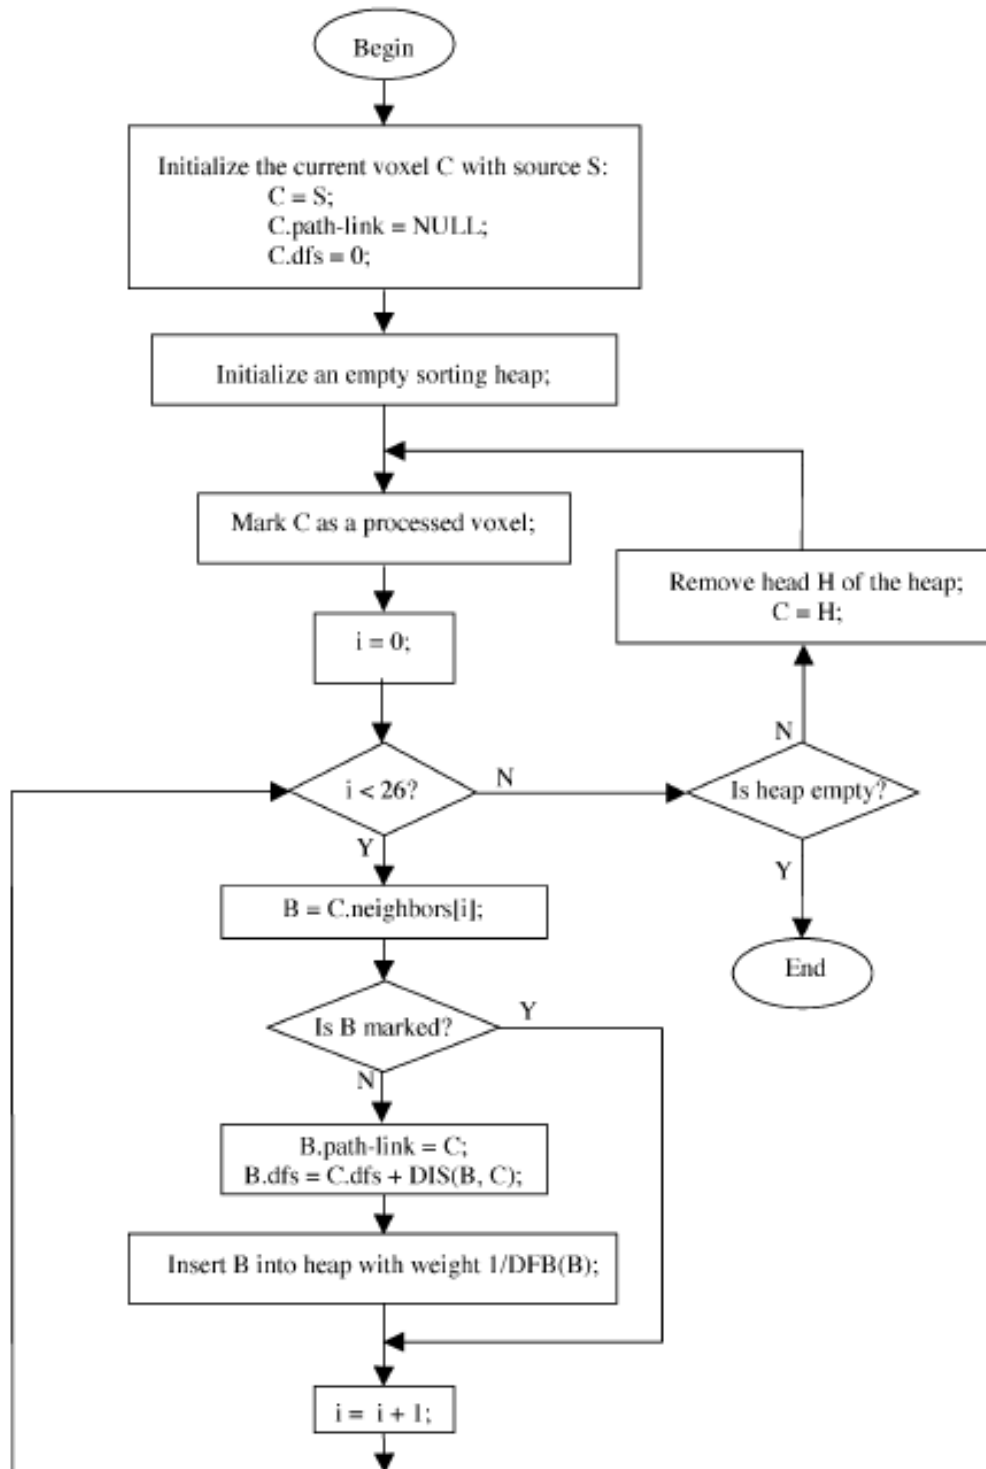 Begin
Initialize the current voxel C with source S:
C = S;
C.path-link = NULL;
C.dfs = 0;
Initialize an empty sorting heap;
Mark C as a processed voxel;
Remove head H of the heap;
C = H;
i = 0;
N
i < 26?
N
Is heap empty?
Y
Y
B = C.neighbors[i];
End
Is B marked?
Y
N
B.path-link = C;
B.dfs = C.dfs + DIS(B, C);
Insert B into heap with weight 1/DFB(B);
i = i + 1;